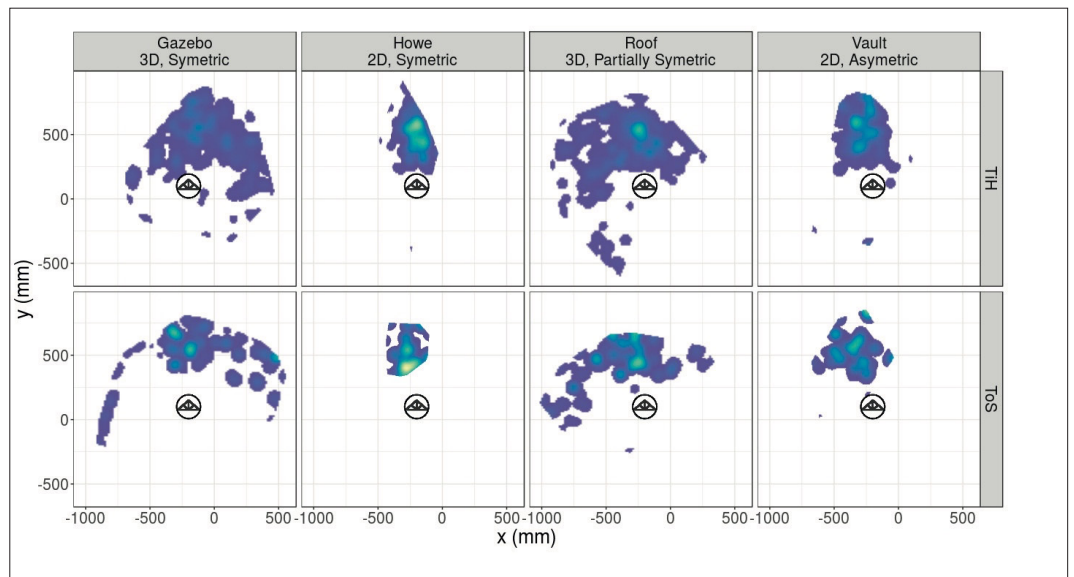 Gazebo
3D, Symetric
Howe
2D, Symetric
Roof
3D, Partially Symetric
Vault
2D, Asymetric
500
0
-500
TiH
y (mm)
500
0
-500
ToS
-1000 -500 0 500 -1000 -500 0 500 -1000 -500 0 500 -1000 -500 0 500
x (mm)